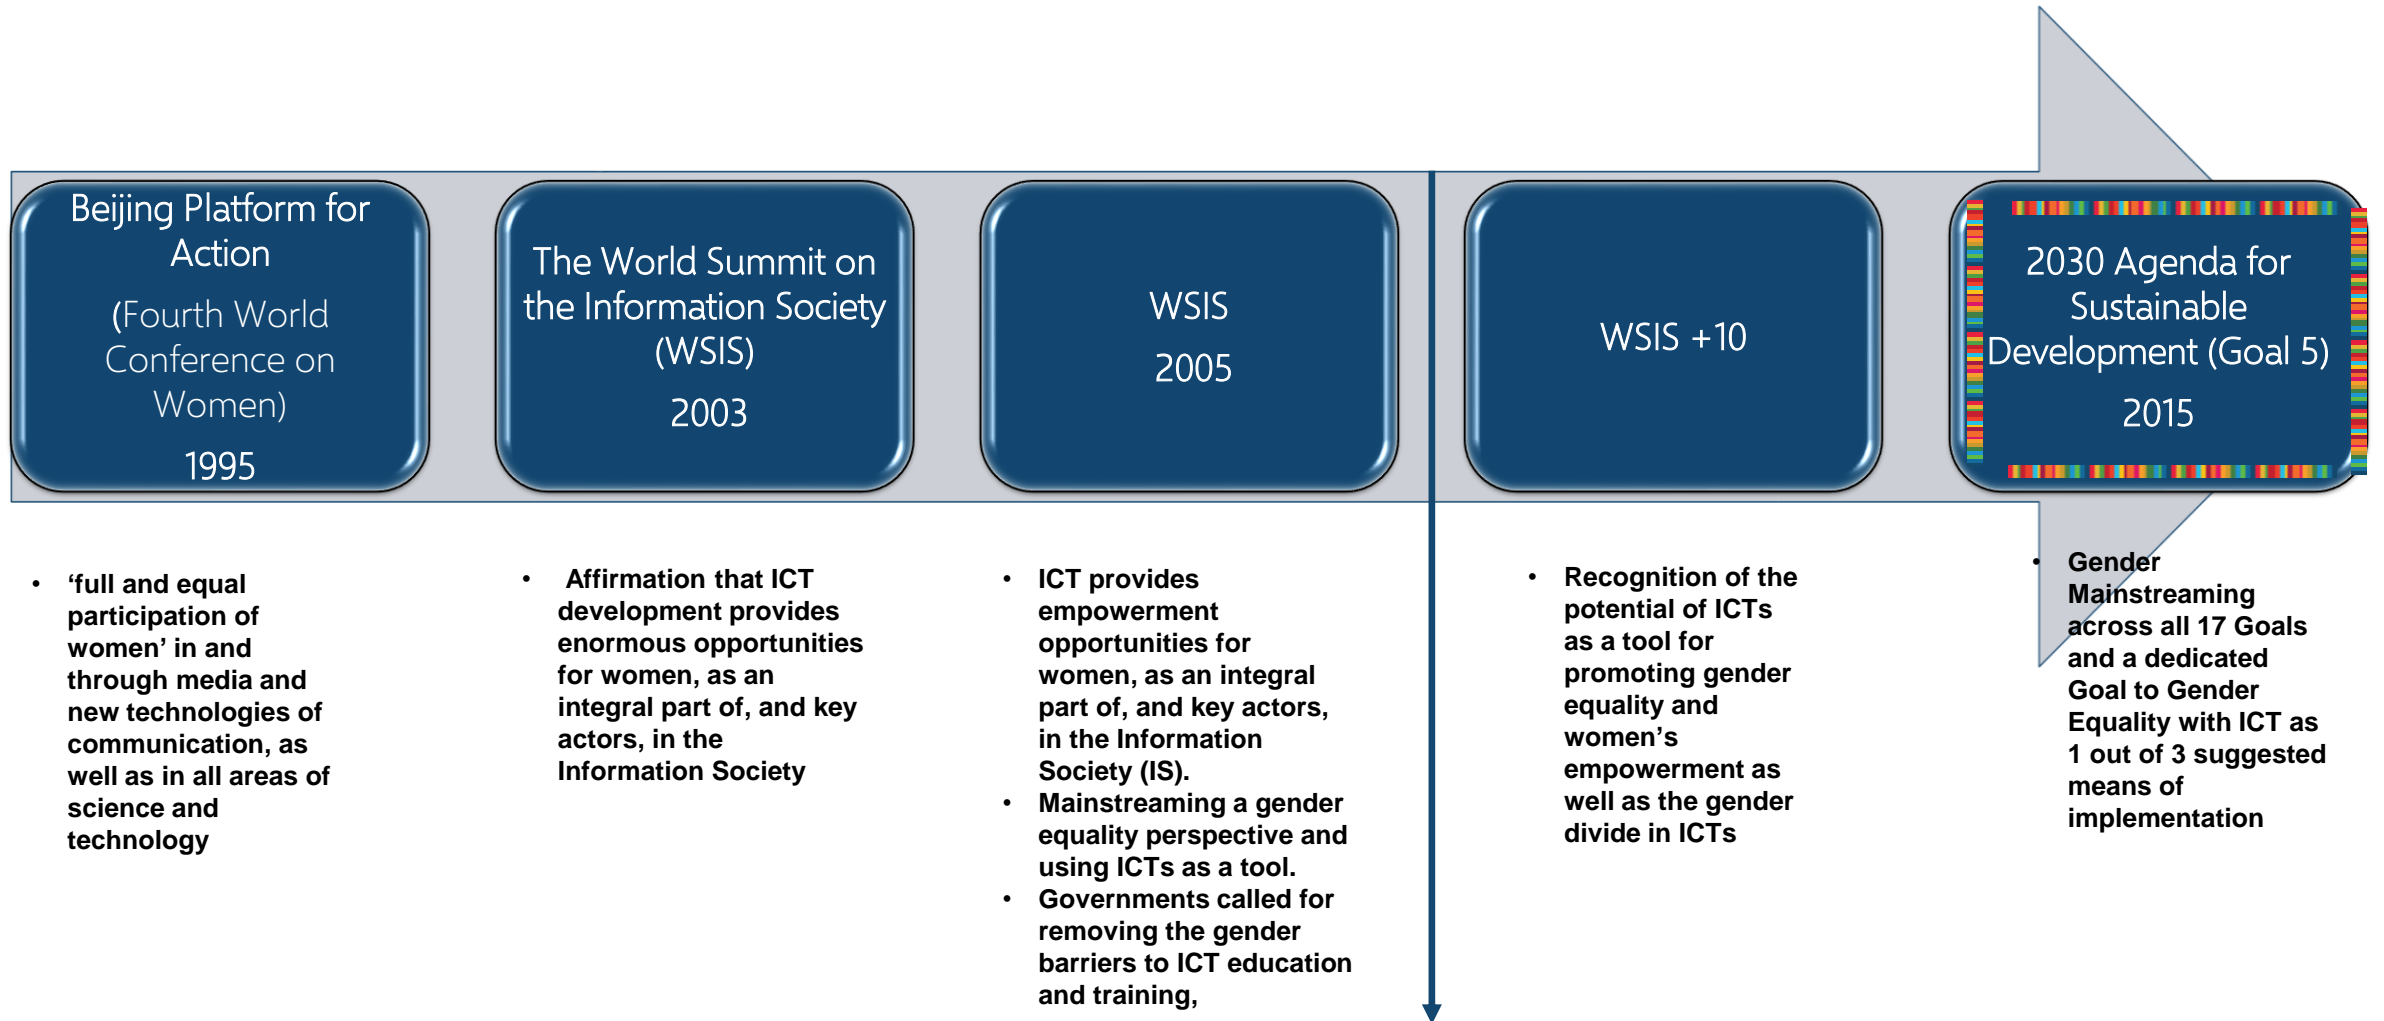 Beijing Platform for
Action
(Fourth World
Conference on
Women)
1995
The World Summit on
the Information Society
(WSIS)
2003
WSIS
2005
WSIS +10
2030 Agenda for
Sustainable
Development (Goal 5)
2015
• ‘full and equal
participation of
women’ in and
through media and
new technologies of
communication, as
well as in all areas of
science and
technology
• Affirmation that ICT
development provides
enormous opportunities
for women, as an
integral part of, and key
actors, in the
Information Society
• ICT provides
empowerment
opportunities for
women, as an integral
part of, and key actors,
in the Information
Society (IS).
• Mainstreaming a gender
equality perspective and
using ICTs as a tool.
• Governments called for
removing the gender
barriers to ICT education
and training,
• Recognition of the
potential of ICTs
as a tool for
promoting gender
equality and
women’s
empowerment as
well as the gender
divide in ICTs
• Gender
Mainstreaming
across all 17 Goals
and a dedicated
Goal to Gender
Equality with ICT as
1 out of 3 suggested
means of
implementation